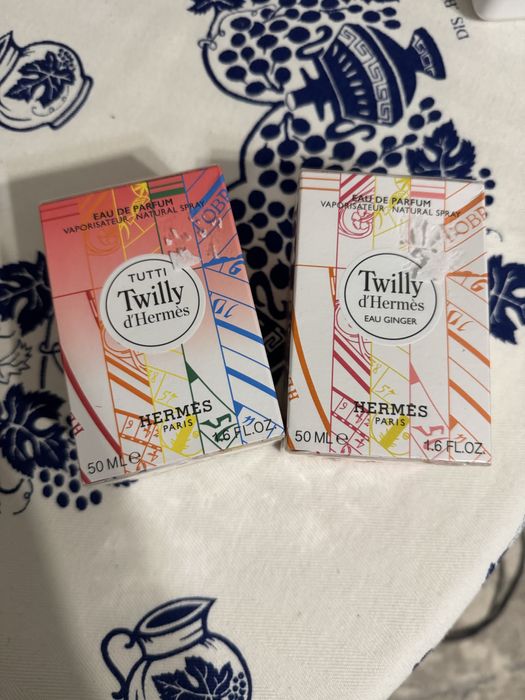 DIS
EAU DE PARFUM
VAPORISATEUR NATURAL SPRAY
TUTTI
Twilly
d'Hermès
HERMÈS
PARIS
50 ML e
1.6 FL.OZ.
EAU DE PARFUM
VAPORISATEUR NATURAL SPRAY
Twilly
d'Hermès
EAU GINGER
HERMÈS
PARIS
50 ML e
1.6 FL.OZ.